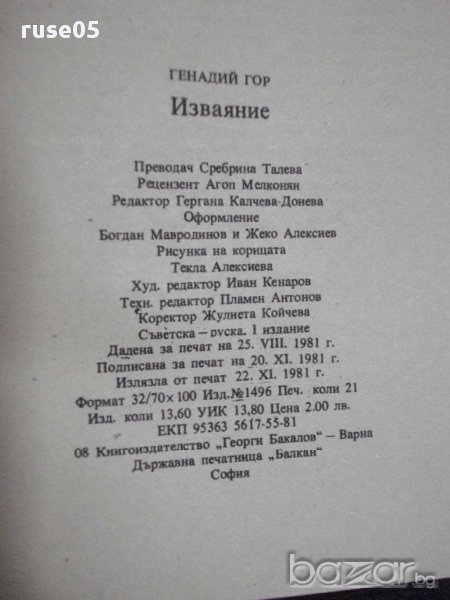 ruse05
ГЕНАДИЙ ГОР
Изваяние
Преводач Сребрина Талева
Рецензент Агоп Мелконян
Редактор Гергана Калчева-Донева
Оформление
Богдан Мавродинов и Жеко Алексиев
Рисунка на корицата
Текла Алексиева
Худ. редактор Иван Кенаров
Техн. редактор Пламен Антонов
Коректор Жулиета Койчева
Съветска — руска. I издание
Дадена за печат на 25. VIII. 1981 г.
Подписана за печат на 20. XI. 1981 г.
Излязла от печат 22. XI. 1981 г.
Формат 32/70×100 Изд.№1496 Печ. коли 21
Изд. коли 13,60 УИК 13,80 Цена 2.00 лв.
ЕКП 95363 5617-55-81
08 Книгоиздателство „Георги Бакалов“ — Варна
Държавна печатница „Балкан“
София
bazar.bg